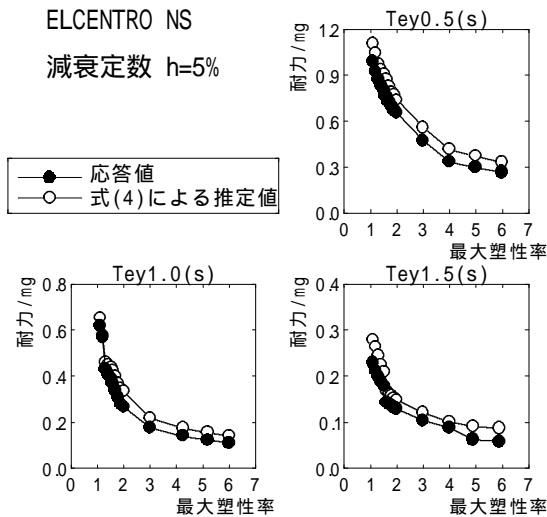 ELCENTRO NS
減衰定数 h=5%
応答値
式(4)による推定値
Tey0.5(s)
耐力/mg
1.2
0.9
0.6
0.3
0.0
0 1 2 3 4 5 6 7
最大塑性率
Tey1.0(s)
耐力/mg
0.8
0.6
0.4
0.2
0.0
0 1 2 3 4 5 6 7
最大塑性率
Tey1.5(s)
耐力/mg
0.4
0.3
0.2
0.1
0.0
0 1 2 3 4 5 6 7
最大塑性率